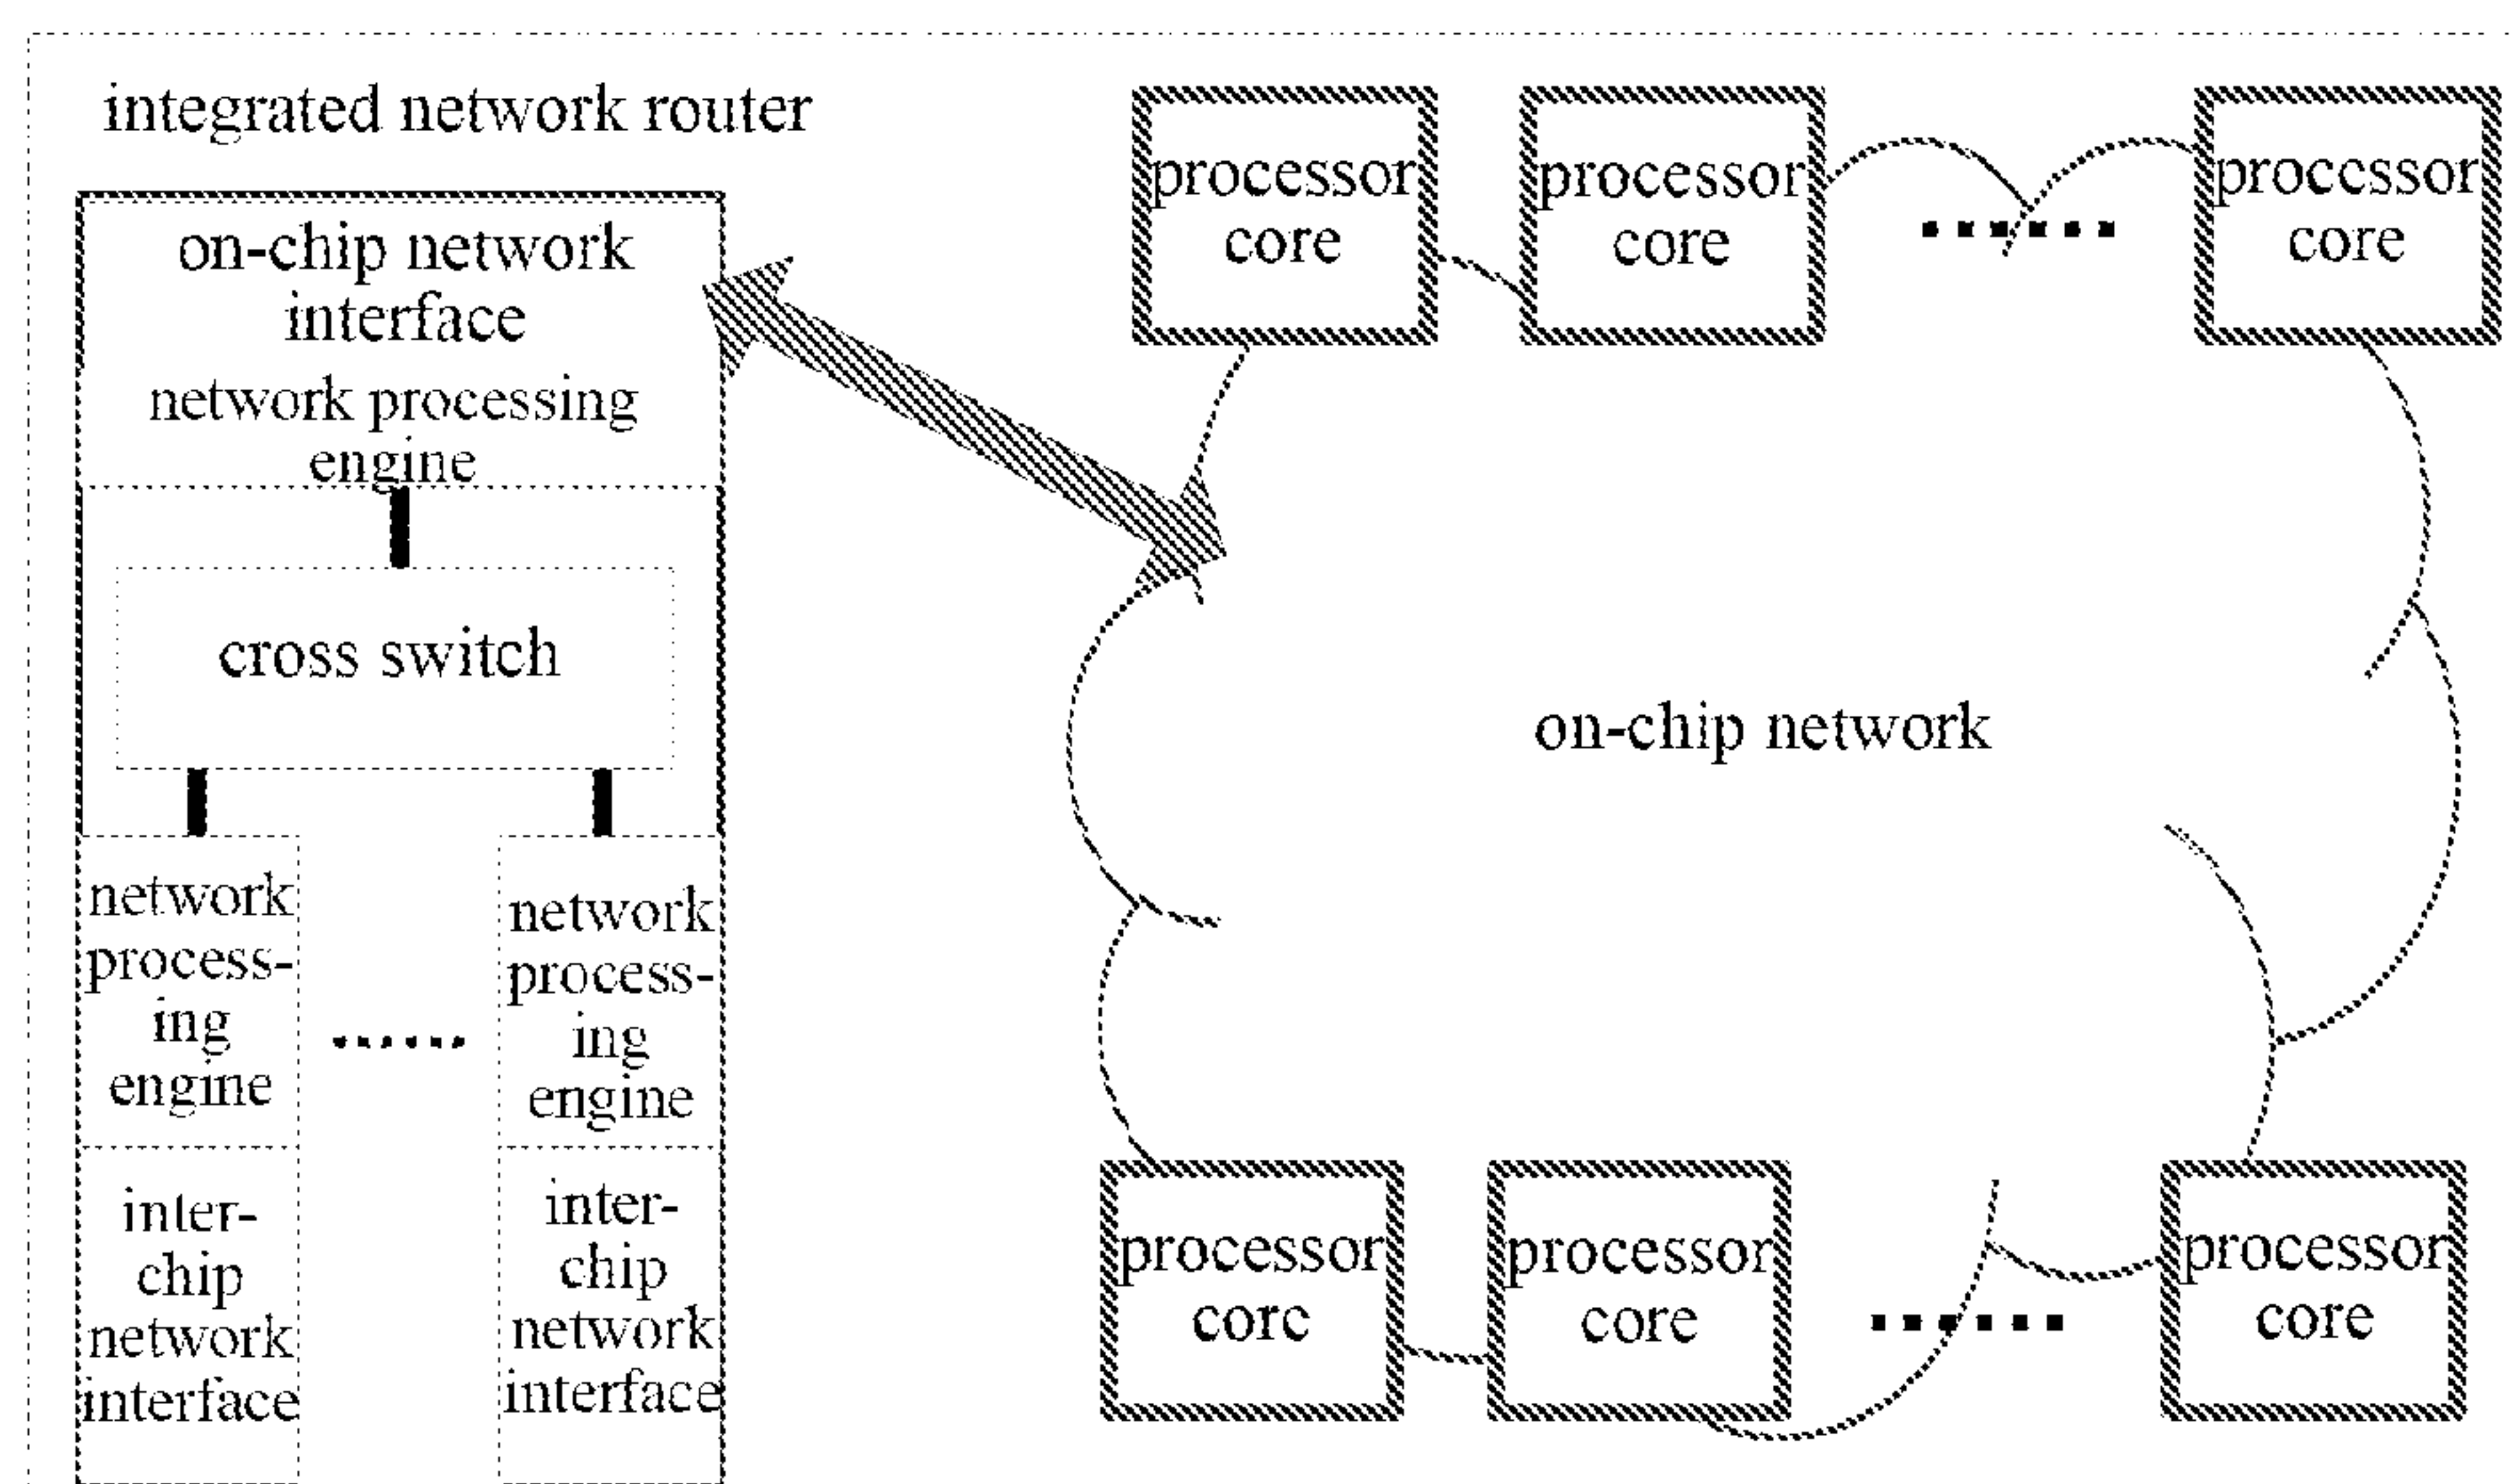 integrated network router
on-chip network
interface
network processing
engine
cross switch
network
process-
ing
engine
inter-
chip
network
interface
network
process-
ing
engine
inter-
chip
network
interface
processor
core
processor
core
processor
core
on-chip network
processor
core
processor
core
processor
core